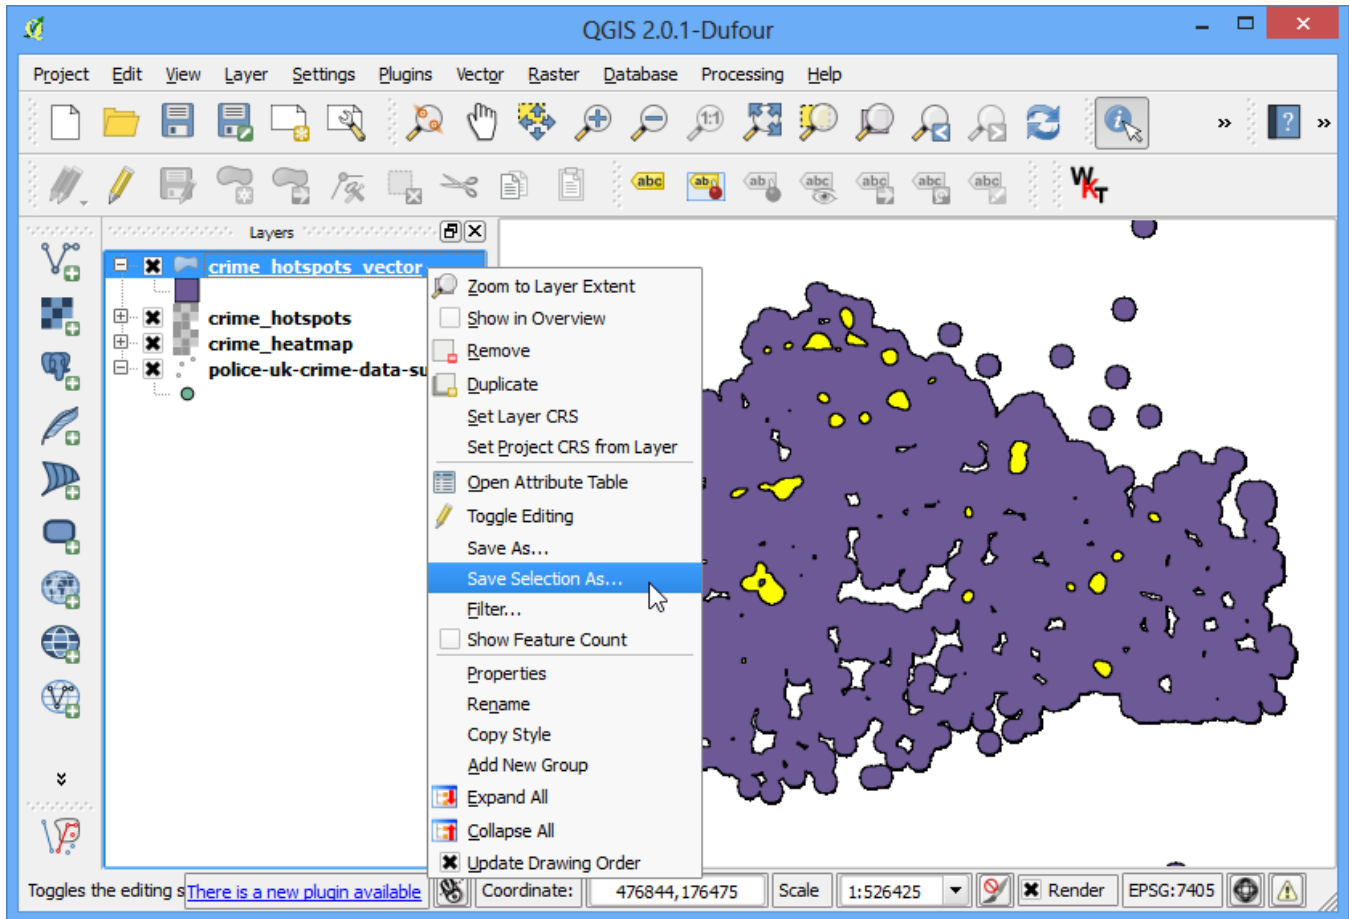 QGIS 2.0.1-Dufour
Project Edit View Layer Settings Plugins Vector Raster Database Processing Help
1:1
»
?
»
abc
ab
ab
abc
abc
abc
abc
WKT
Layers
crime_hotspots_vector
crime_hotspots
crime_heatmap
police-uk-crime-data-su
Zoom to Layer Extent
Show in Overview
Remove
Duplicate
Set Layer CRS
Set Project CRS from Layer
Open Attribute Table
Toggle Editing
Save As...
Save Selection As...
Filter...
Show Feature Count
Properties
Rename
Copy Style
Add New Group
Expand All
Collapse All
Update Drawing Order
Toggles the editing s There is a new plugin available Coordinate: 476844,176475 Scale 1:526425 Render EPSG:7405